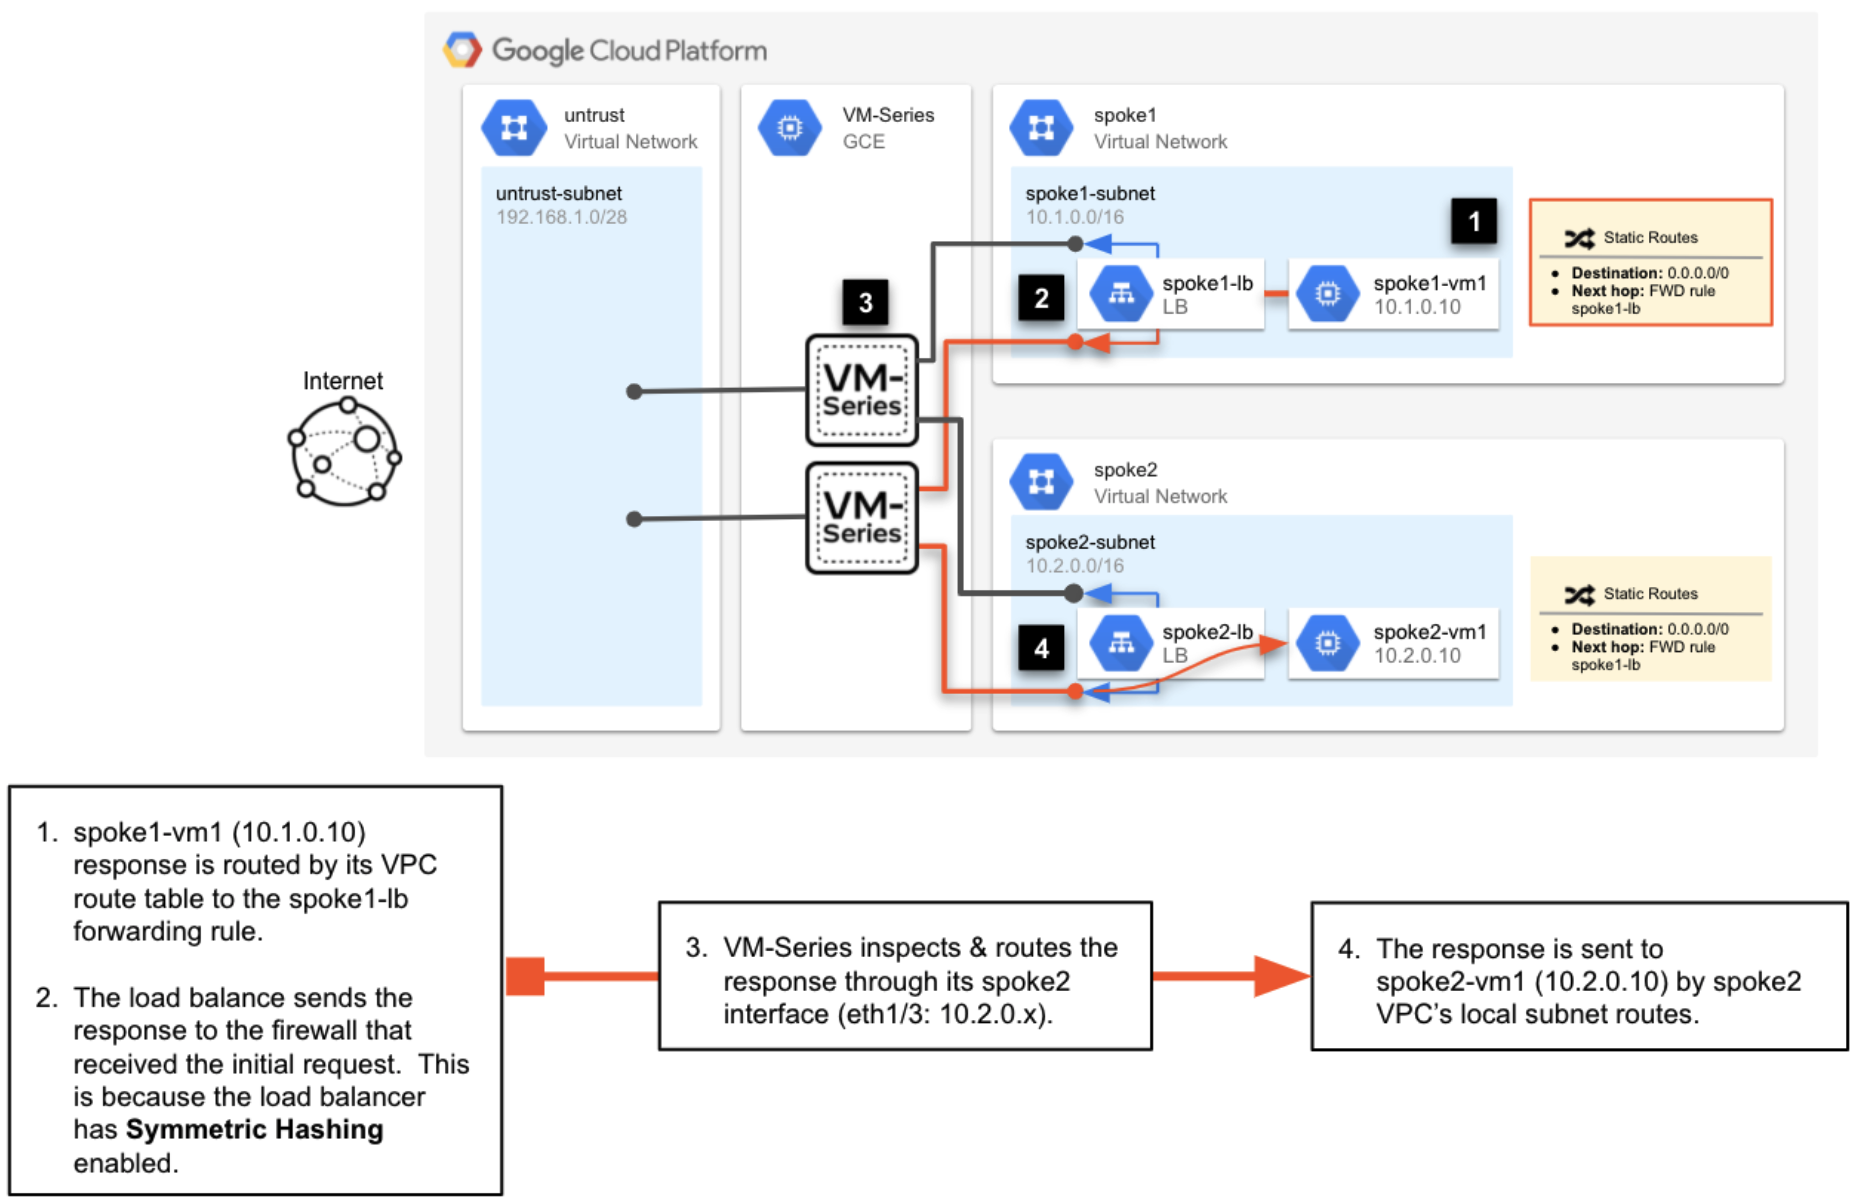 Google Cloud Platform
untrust
Virtual Network
untrust-subnet
192.168.1.0/28
VM-Series
GCE
spoke1
Virtual Network
spoke1-subnet
10.1.0.0/16
1
2
3
spoke1-lb
LB
spoke1-vm1
10.1.0.10
Static Routes
● Destination: 0.0.0.0/0
● Next hop: FWD rule
spoke1-lb
Internet
VM-
Series
VM-
Series
spoke2
Virtual Network
spoke2-subnet
10.2.0.0/16
4
spoke2-lb
LB
spoke2-vm1
10.2.0.10
Static Routes
● Destination: 0.0.0.0/0
● Next hop: FWD rule
spoke1-lb
1. spoke1-vm1 (10.1.0.10)
response is routed by its VPC
route table to the spoke1-lb
forwarding rule.
2. The load balance sends the
response to the firewall that
received the initial request. This
is because the load balancer
has Symmetric Hashing
enabled.
3. VM-Series inspects & routes the
response through its spoke2
interface (eth1/3: 10.2.0.x).
4. The response is sent to
spoke2-vm1 (10.2.0.10) by spoke2
VPC's local subnet routes.